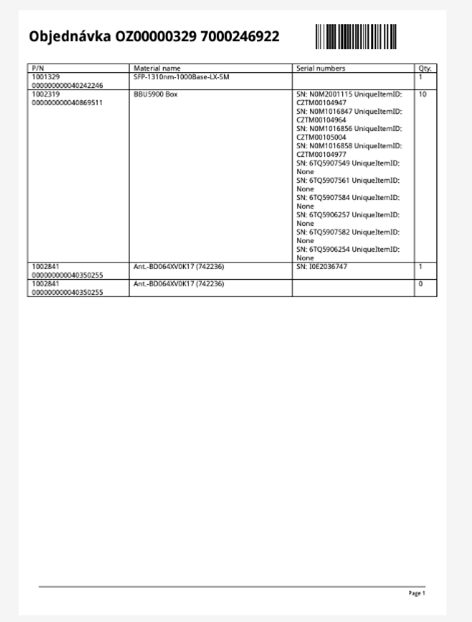 Objednávka OZ00000329 7000246922
P/N Material name Serial numbers Qty.
1001329 SFP-1310nm-1000Base-LX-SM 1
000000000040242246
1002319 BBU5900 Box SN: N0M2001115 UniqueItemID: 10
000000000040869511 CZTM00104947
SN: N0M1016847 UniqueItemID:
CZTM00104964
SN: N0M1016856 UniqueItemID:
CZTM00105004
SN: N0M1016858 UniqueItemID:
CZTM00104977
SN: 6TQ5907549 UniqueItemID:
None
SN: 6TQ5907561 UniqueItemID:
None
SN: 6TQ5907584 UniqueItemID:
None
SN: 6TQ5906257 UniqueItemID:
None
SN: 6TQ5907582 UniqueItemID:
None
SN: 6TQ5906254 UniqueItemID:
None
1002841 Ant.-BD064XV0K17 (742236) SN: I0E2036747 1
000000000040350255
1002841 Ant.-BD064XV0K17 (742236) 0
000000000040350255
Page 1